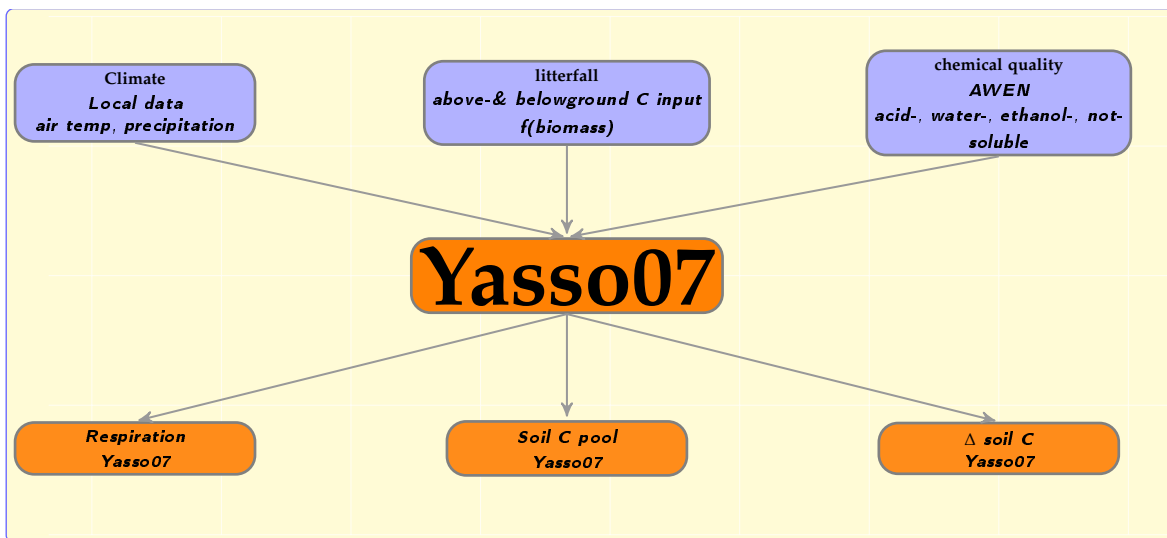 Climate
Local data
air temp, precipitation
litterfall
above-& belowground C input
f(biomass)
chemical quality
AWEN
acid-, water-, ethanol-, not-
soluble
Yasso07
Respiration
Yasso07
Soil C pool
Yasso07
Δ soil C
Yasso07